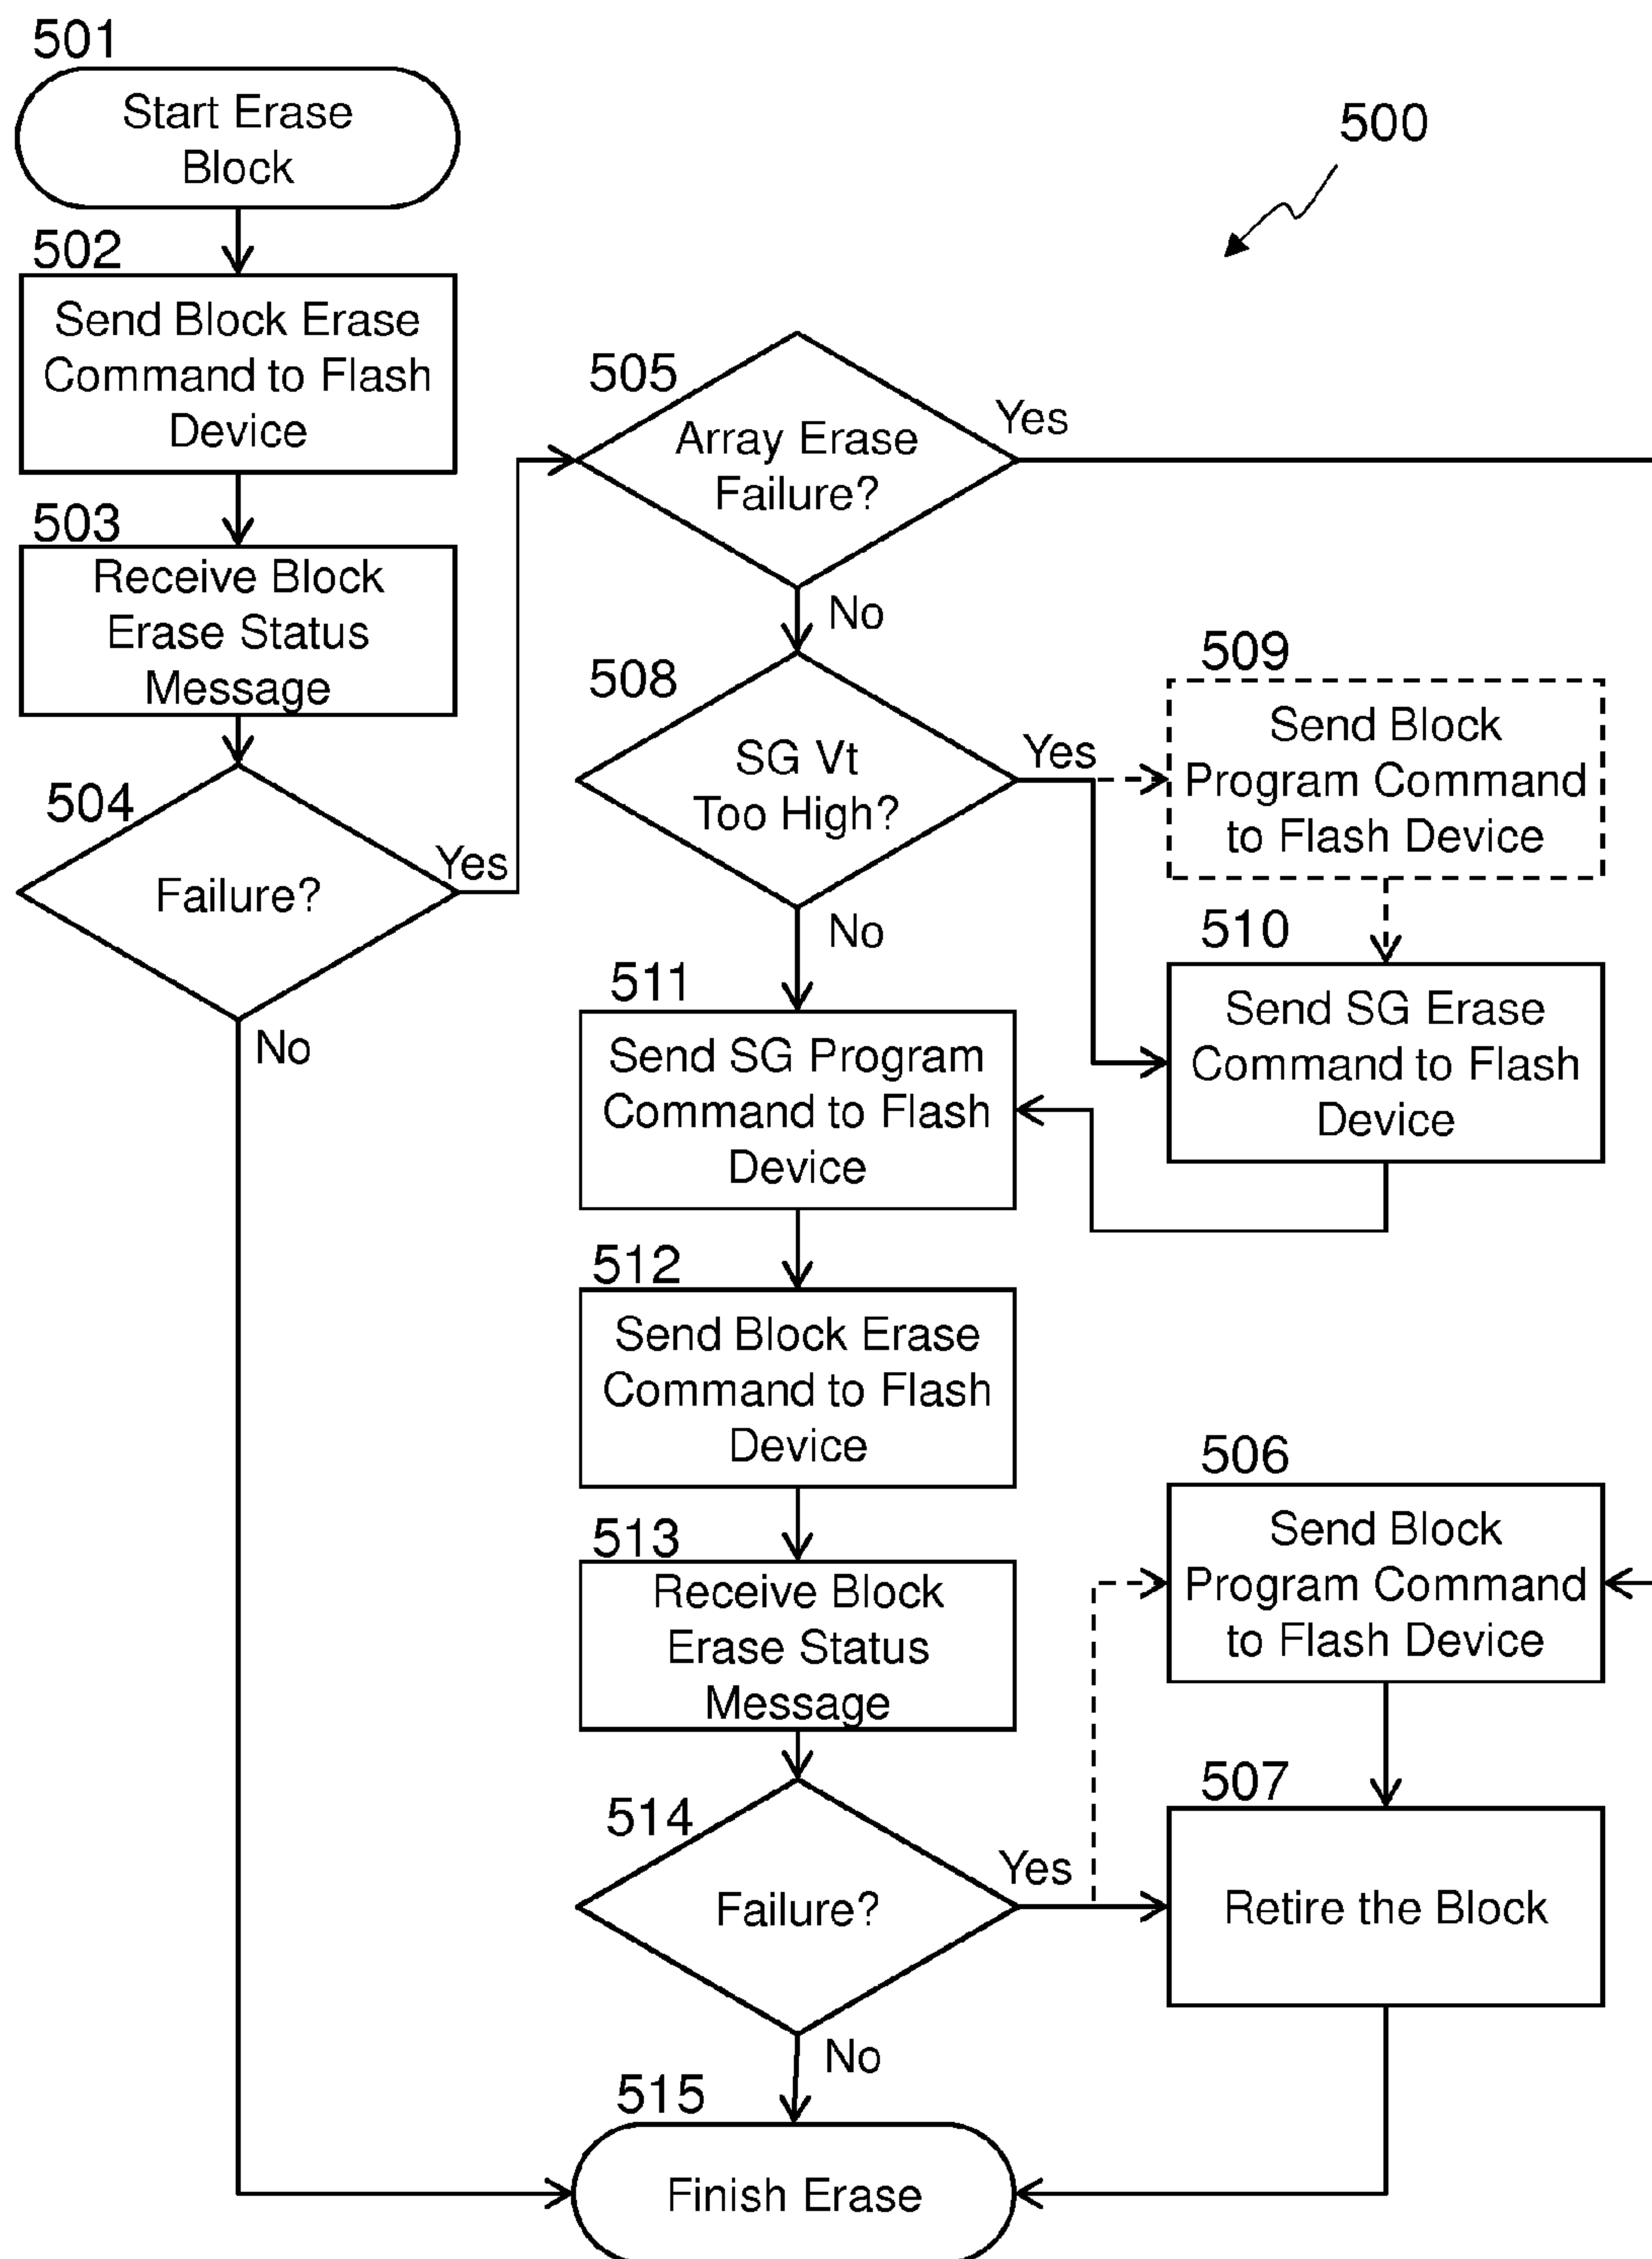 501
Start Erase
Block
500
502
Send Block Erase
Command to Flash
Device
503
Receive Block
Erase Status
Message
504
Failure?
Yes
No
505
Array Erase
Failure?
Yes
No
508
SG Vt
Too High?
Yes
No
509
Send Block
Program Command
to Flash Device
510
Send SG Erase
Command to Flash
Device
511
Send SG Program
Command to Flash
Device
512
Send Block Erase
Command to Flash
Device
513
Receive Block
Erase Status
Message
514
Failure?
Yes
No
506
Send Block
Program Command
to Flash Device
507
Retire the Block
515
Finish Erase